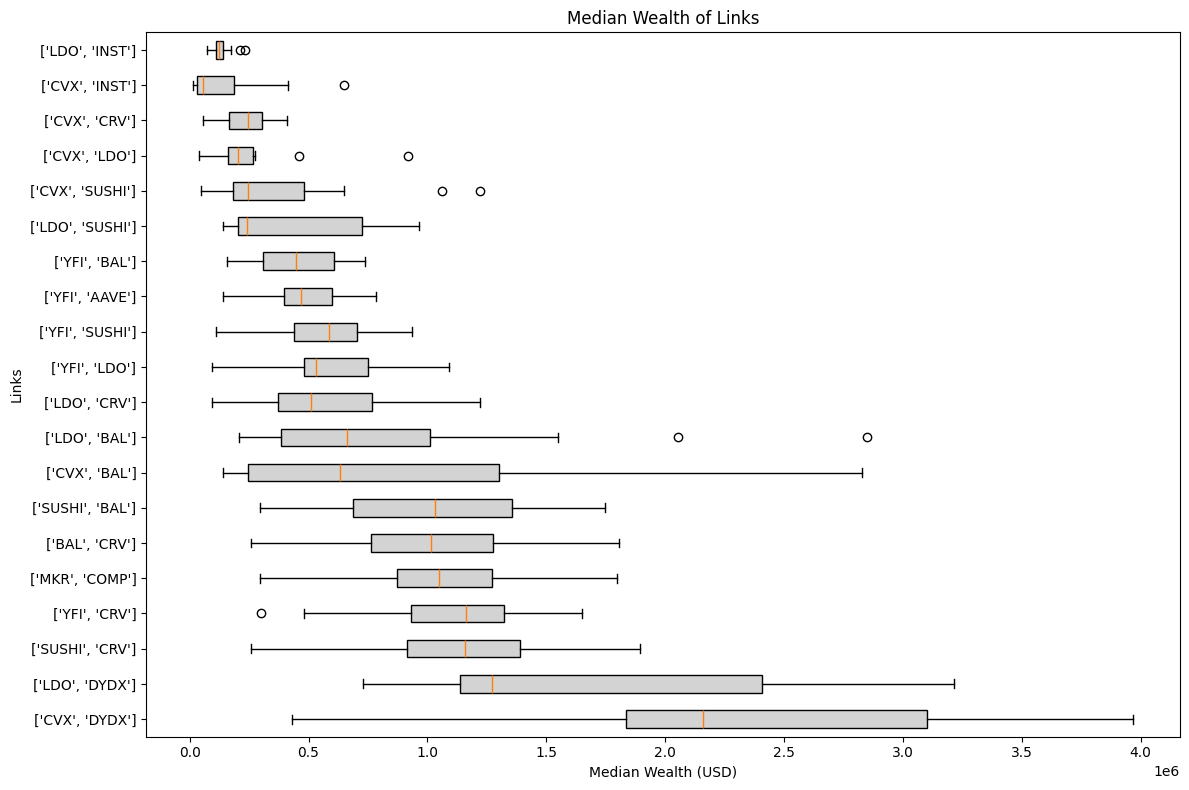 Median Wealth of Links
['LDO', 'INST']
['CVX', 'INST']
['CVX', 'CRV']
['CVX', 'LDO']
['CVX', 'SUSHI']
['LDO', 'SUSHI']
['YFI', 'BAL']
['YFI', 'AAVE']
['YFI', 'SUSHI']
['YFI', 'LDO']
['LDO', 'CRV']
['LDO', 'BAL']
['CVX', 'BAL']
['SUSHI', 'BAL']
['BAL', 'CRV']
['MKR', 'COMP']
['YFI', 'CRV']
['SUSHI', 'CRV']
['LDO', 'DYDX']
['CVX', 'DYDX']
Links
0.0 0.5 1.0 1.5 2.0 2.5 3.0 3.5 4.0
1e6
Median Wealth (USD)